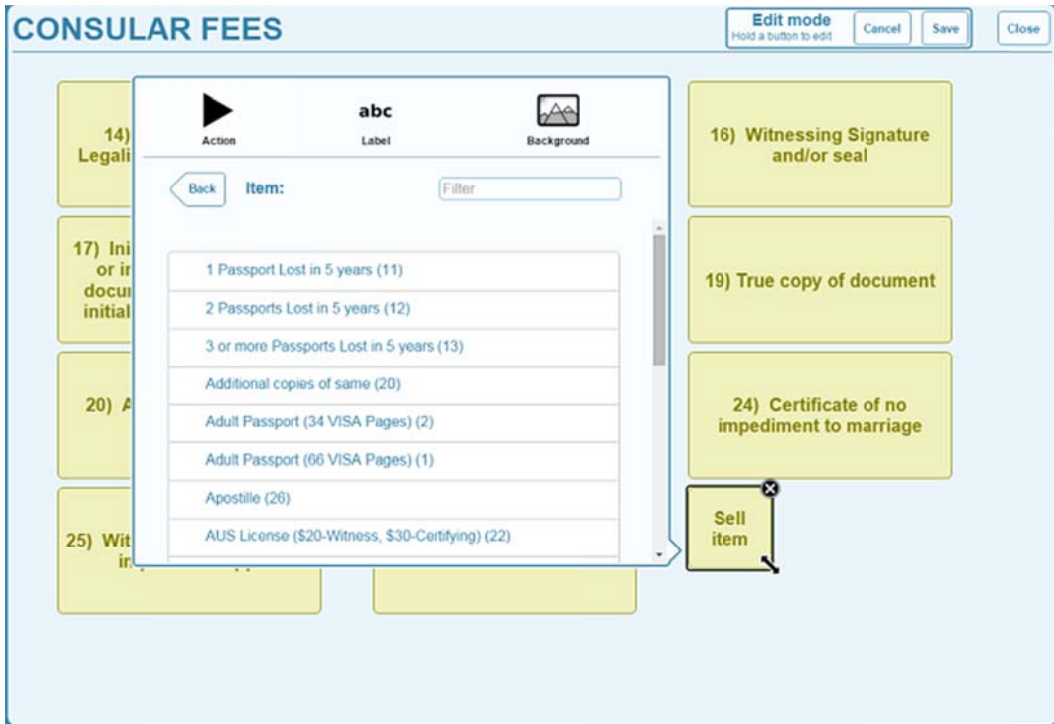 CONSULAR FEES
Edit mode
Hold a button to edit
Cancel
Save
Close
14)
Legali
Action
abc
Label
Background
16) Witnessing Signature
and/or seal
Back
Item:
Filter
17) Ini
or in
docu
initial
1 Passport Lost in 5 years (11)
2 Passports Lost in 5 years (12)
3 or more Passports Lost in 5 years (13)
Additional copies of same (20)
Adult Passport (34 VISA Pages) (2)
Adult Passport (66 VISA Pages) (1)
Apostille (26)
AUS License ($20-Witness, $30-Certifying) (22)
19) True copy of document
20) A
24) Certificate of no
impediment to marriage
25) Wit
Sell
item